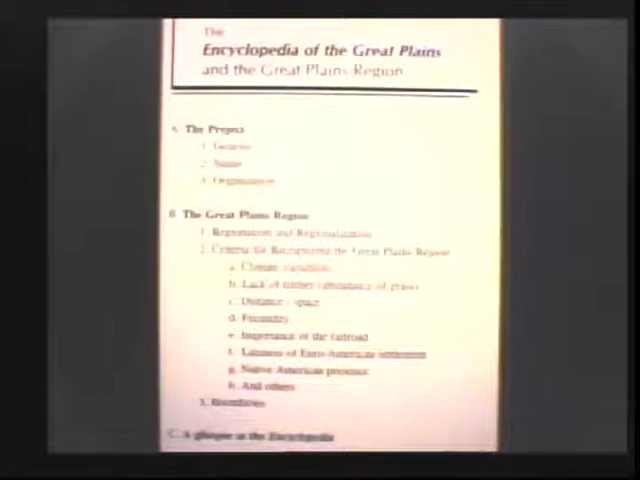 The
Encyclopedia of the Great Plains
and the Great Plains Region
A. The Project
1. Genesis
2. Status
3. Organization
B. The Great Plains Region
1. Regionalism and Regionalization
2. Criteria for Recognizing the Great Plains Region
a. Climate variability
b. Lack of timber (abundance of grass)
c. Distance / space
d.
e. Importance of the railroad
f. Lateness of Euro-American settlement
g. Native American presence
h. And others
3. Boundaries
C. A glimpse at the Encyclopedia